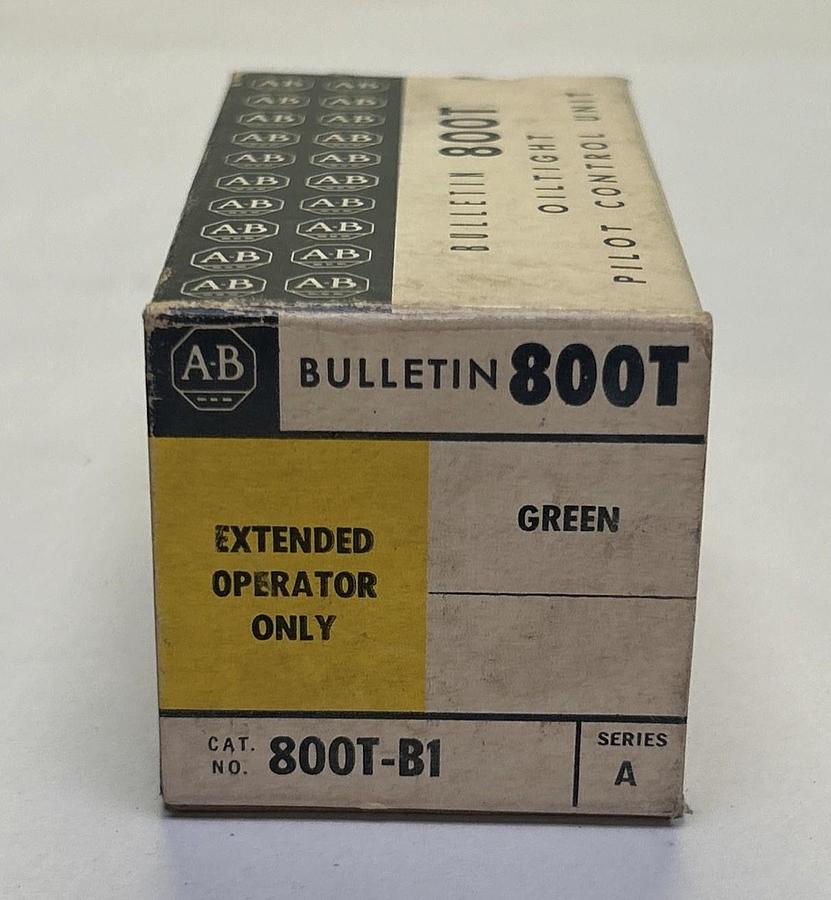 A-B A-B
A-B A-B
A-B A-B
A-B A-B
A-B A-B
A-B A-B
A-B A-B
A-B A-B
A-B A-B
A-B A-B
BULLETIN 800T
OILTIGHT
PILOT CONTROL UNIT
A-B
BULLETIN 800T
EXTENDED
OPERATOR
ONLY
GREEN
CAT.
NO. 800T-B1
SERIES
A